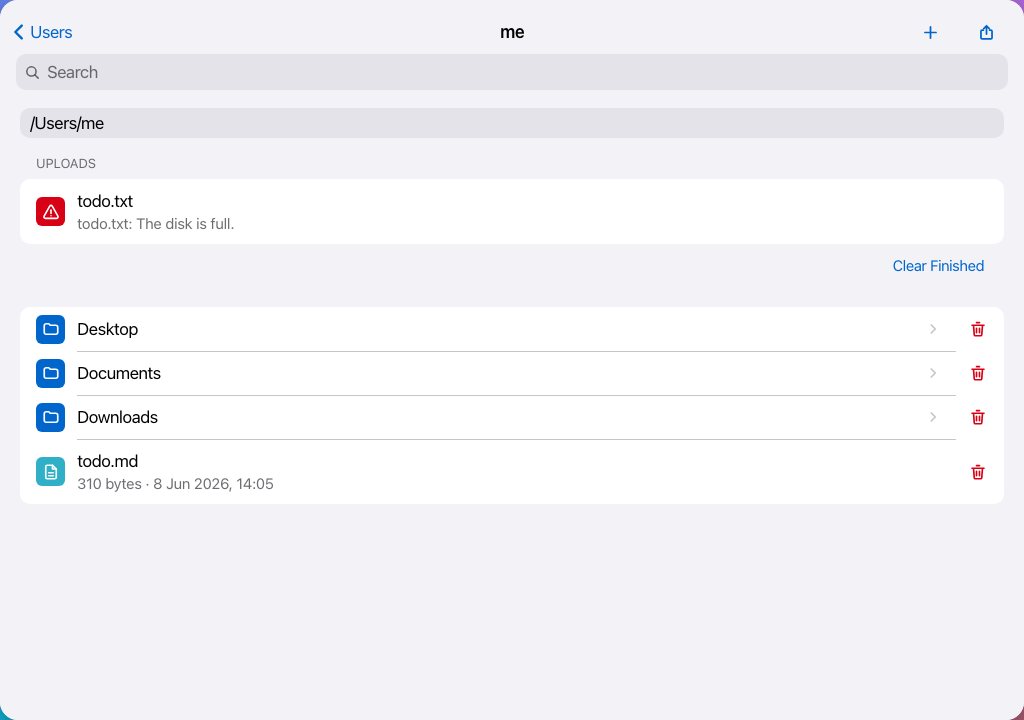 Users
me
Search
/Users/me
UPLOADS
todo.txt
todo.txt: The disk is full.
Clear Finished
Desktop
Documents
Downloads
todo.md
310 bytes · 8 Jun 2026, 14:05